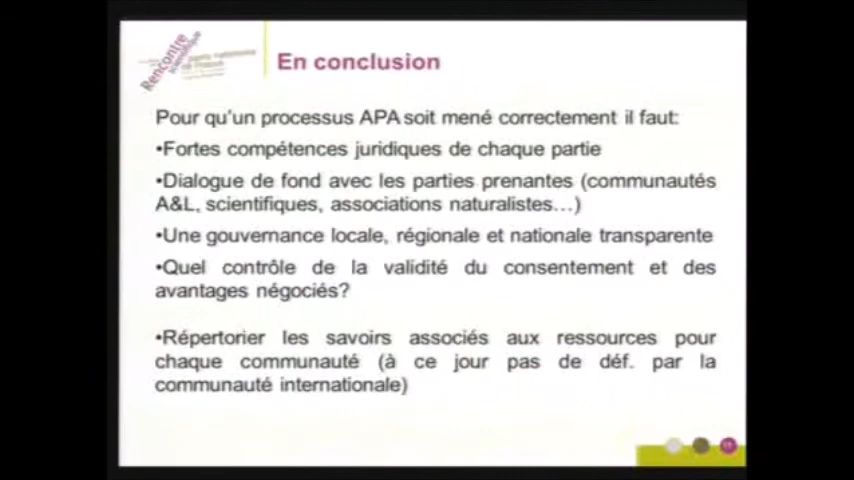 Rencontre
scientifique
En conclusion
Pour qu'un processus APA soit mené correctement il faut:
•Fortes compétences juridiques de chaque partie
•Dialogue de fond avec les parties prenantes (communautés
A&L, scientifiques, associations naturalistes…)
•Une gouvernance locale, régionale et nationale transparente
•Quel contrôle de la validité du consentement et des
avantages négociés?
•Répertorier les savoirs associés aux ressources pour
chaque communauté (à ce jour pas de déf. par la
communauté internationale)